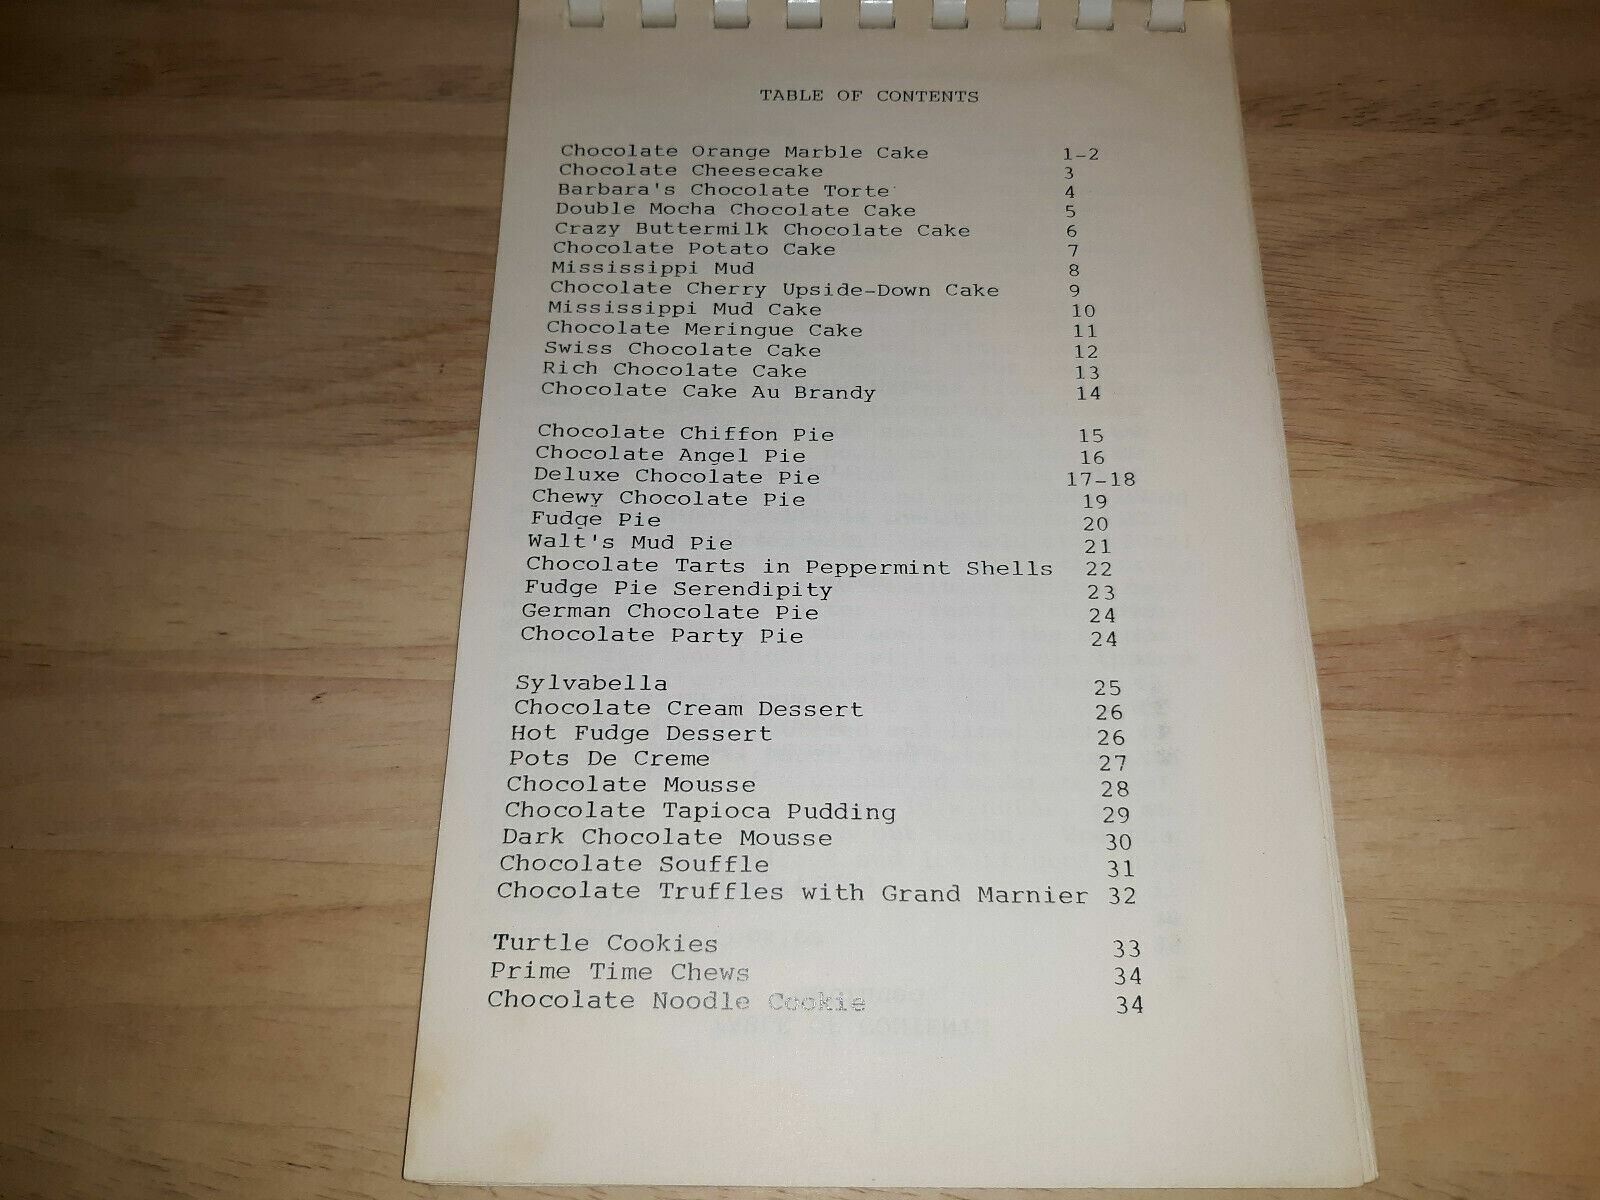 TABLE OF CONTENTS
Chocolate Orange Marble Cake 1-2
Chocolate Cheesecake 3
Barbara's Chocolate Torte 4
Double Mocha Chocolate Cake 5
Crazy Buttermilk Chocolate Cake 6
Chocolate Potato Cake 7
Mississippi Mud 8
Chocolate Cherry Upside-Down Cake 9
Mississippi Mud Cake 10
Chocolate Meringue Cake 11
Swiss Chocolate Cake 12
Rich Chocolate Cake 13
Chocolate Cake Au Brandy 14
Chocolate Chiffon Pie 15
Chocolate Angel Pie 16
Deluxe Chocolate Pie 17-18
Chewy Chocolate Pie 19
Fudge Pie 20
Walt's Mud Pie 21
Chocolate Tarts in Peppermint Shells 22
Fudge Pie Serendipity 23
German Chocolate Pie 24
Chocolate Party Pie 24
Sylvabella 25
Chocolate Cream Dessert 26
Hot Fudge Dessert 26
Pots De Creme 27
Chocolate Mousse 28
Chocolate Tapioca Pudding 29
Dark Chocolate Mousse 30
Chocolate Souffle 31
Chocolate Truffles with Grand Marnier 32
Turtle Cookies 33
Prime Time Chews 34
Chocolate Noodle Cookie 34